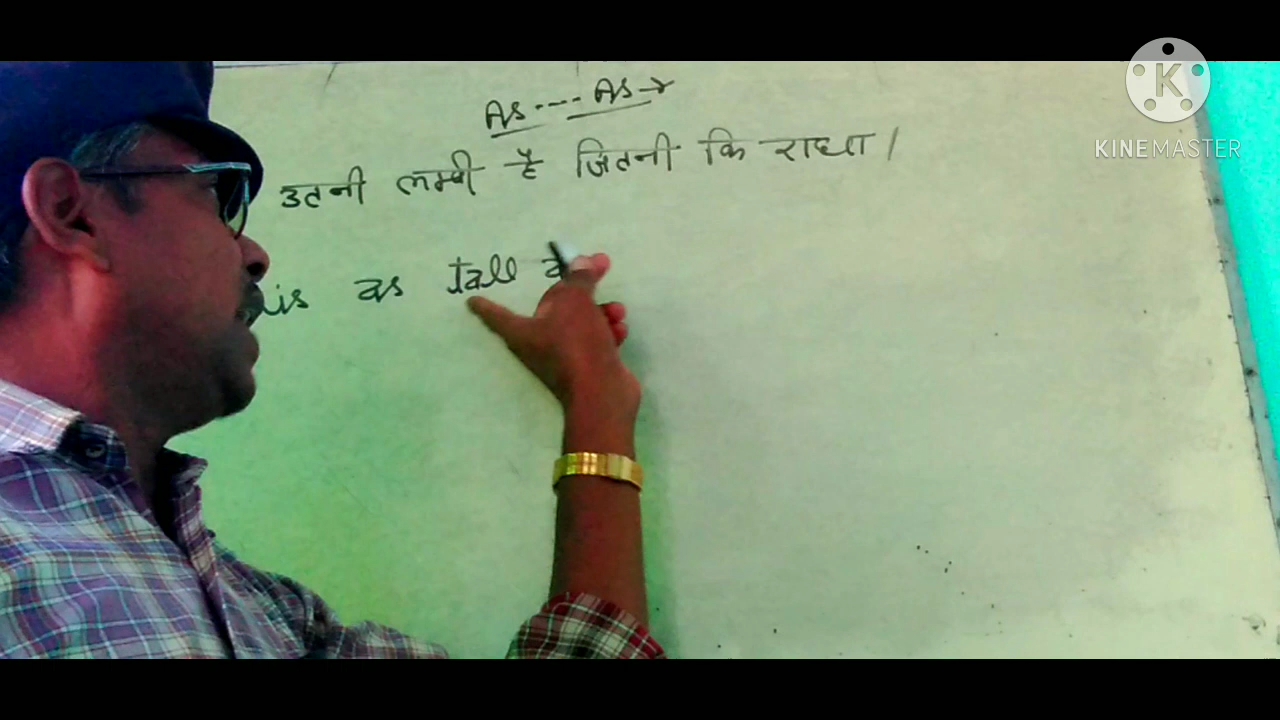 As ---- As →
उतनी लम्बी है जितनी कि राधा।
is as tall
KINEMASTER